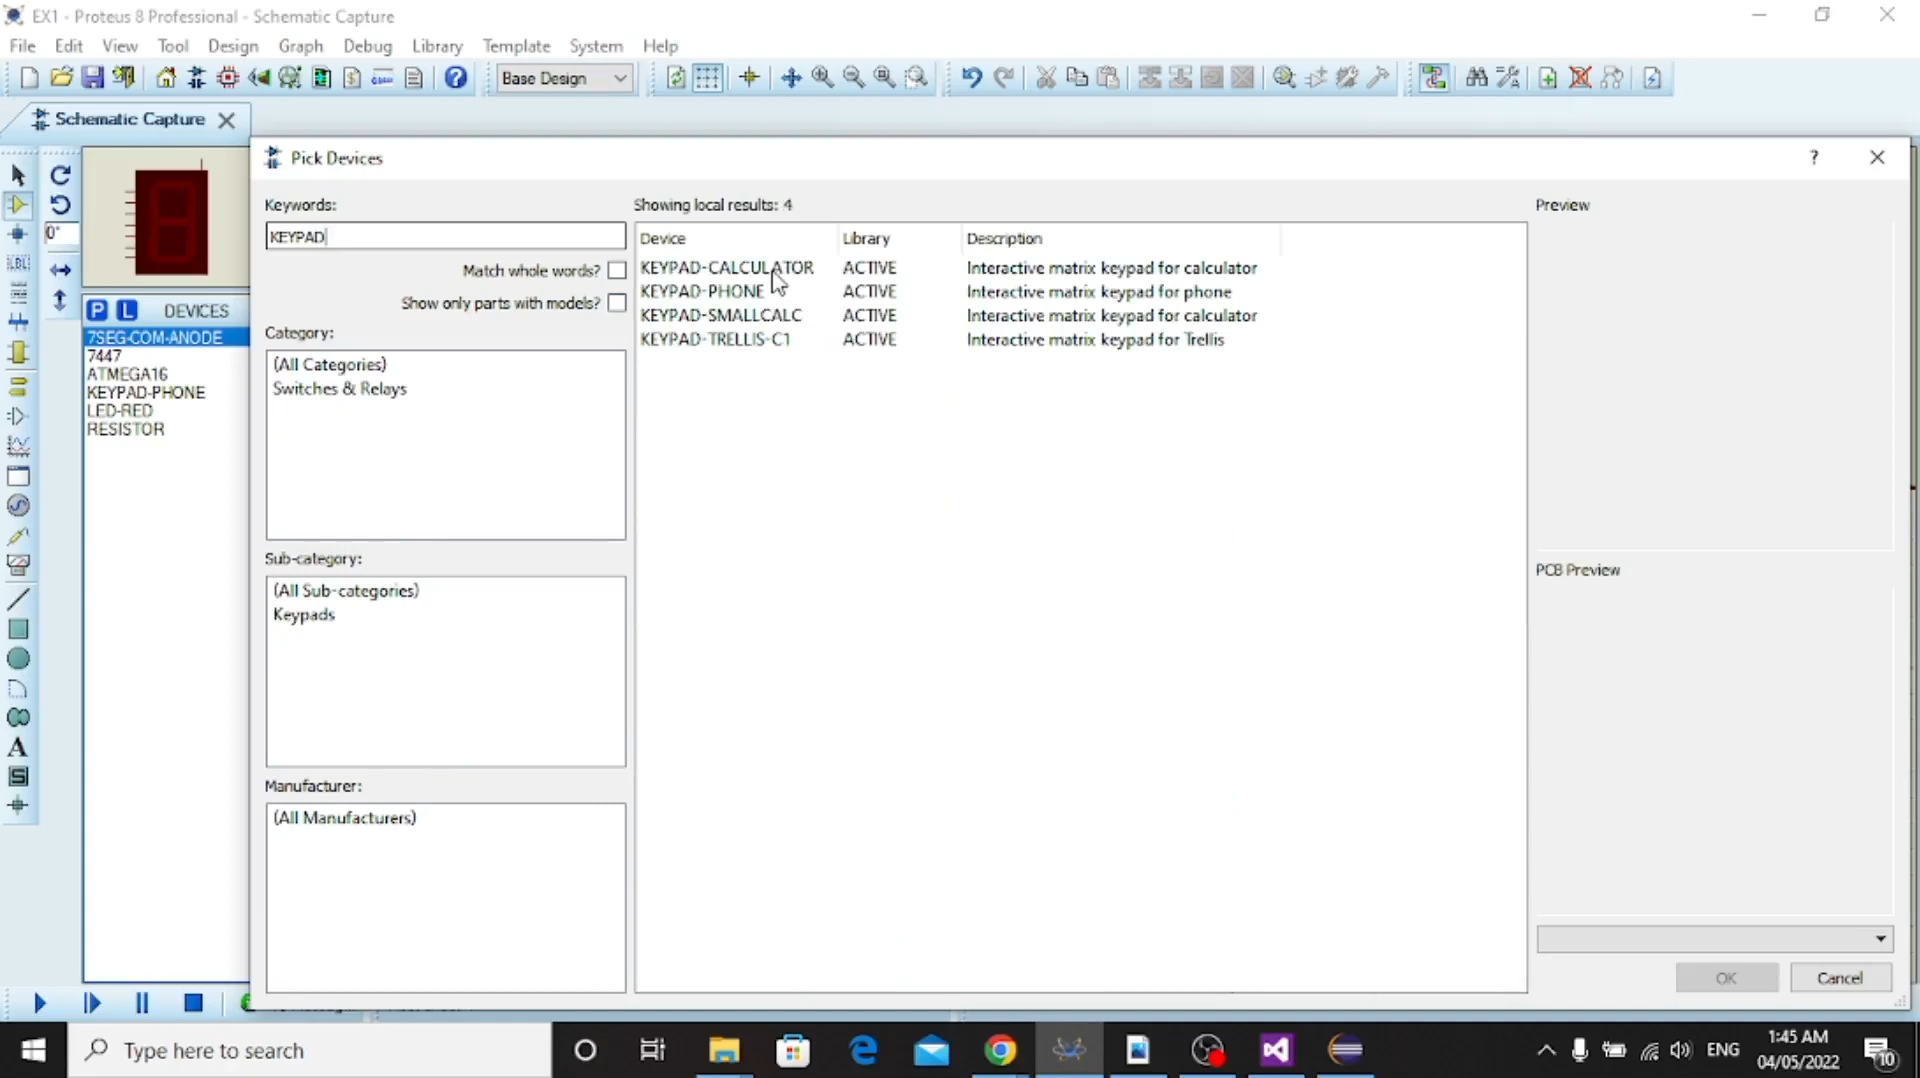 EX1 - Proteus 8 Professional - Schematic Capture
File Edit View Tool Design Graph Debug Library Template System Help
Base Design
Schematic Capture
Pick Devices
?
Keywords:
KEYPAD
Match whole words?
Show only parts with models?
Category:
(All Categories)
Switches & Relays
Sub-category:
(All Sub-categories)
Keypads
Manufacturer:
(All Manufacturers)
Showing local results: 4
Device Library Description
KEYPAD-CALCULATOR ACTIVE Interactive matrix keypad for calculator
KEYPAD-PHONE ACTIVE Interactive matrix keypad for phone
KEYPAD-SMALLCALC ACTIVE Interactive matrix keypad for calculator
KEYPAD-TRELLIS-C1 ACTIVE Interactive matrix keypad for Trellis
Preview
PCB Preview
OK Cancel
0°
LBL
A
S
P L DEVICES
7SEG-COM-ANODE
7447
ATMEGA16
KEYPAD-PHONE
LED-RED
RESISTOR
Type here to search
ENG
1:45 AM
04/05/2022
10